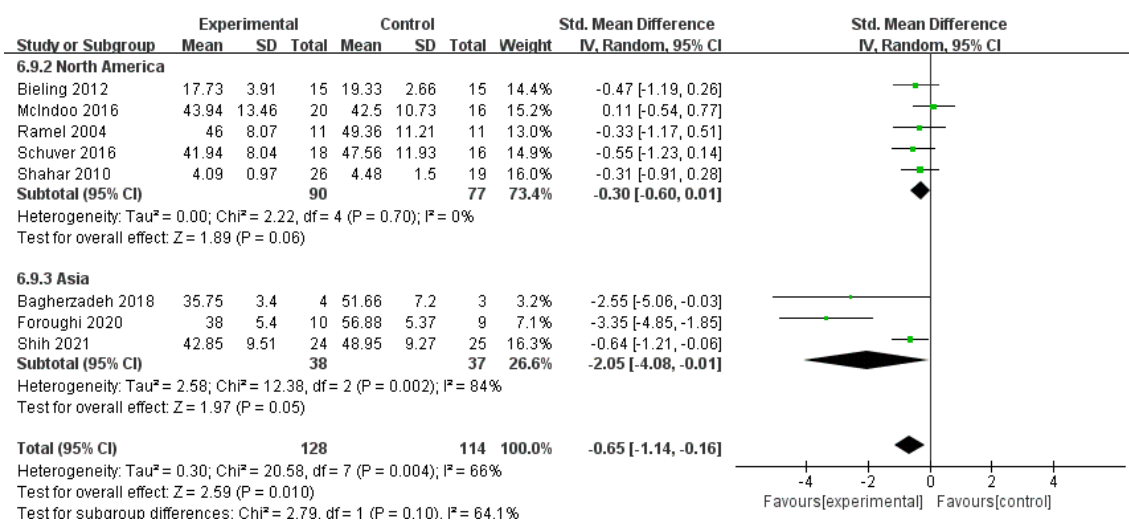 Experimental Control Std. Mean Difference Std. Mean Difference
Study or Subgroup Mean SD Total Mean SD Total Weight IV, Random, 95% CI IV, Random, 95% CI
6.9.2 North America
Bieling 2012 17.73 3.91 15 19.33 2.66 15 14.4% -0.47 [-1.19, 0.26]
McIndoo 2016 43.94 13.46 20 42.5 10.73 16 15.2% 0.11 [-0.54, 0.77]
Ramel 2004 46 8.07 11 49.36 11.21 11 13.0% -0.33 [-1.17, 0.51]
Schuver 2016 41.94 8.04 18 47.56 11.93 16 14.9% -0.55 [-1.23, 0.14]
Shahar 2010 4.09 0.97 26 4.48 1.5 19 16.0% -0.31 [-0.91, 0.28]
Subtotal (95% CI) 90 77 73.4% -0.30 [-0.60, 0.01]
Heterogeneity: Tau² = 0.00; Chi² = 2.22, df = 4 (P = 0.70); I² = 0%
Test for overall effect: Z = 1.89 (P = 0.06)
6.9.3 Asia
Bagherzadeh 2018 35.75 3.4 4 51.66 7.2 3 3.2% -2.55 [-5.06, -0.03]
Foroughi 2020 38 5.4 10 56.88 5.37 9 7.1% -3.35 [-4.85, -1.85]
Shih 2021 42.85 9.51 24 48.95 9.27 25 16.3% -0.64 [-1.21, -0.06]
Subtotal (95% CI) 38 37 26.6% -2.05 [-4.08, -0.01]
Heterogeneity: Tau² = 2.58; Chi² = 12.38, df = 2 (P = 0.002); I² = 84%
Test for overall effect: Z = 1.97 (P = 0.05)
Total (95% CI) 128 114 100.0% -0.65 [-1.14, -0.16]
Heterogeneity: Tau² = 0.30; Chi² = 20.58, df = 7 (P = 0.004); I² = 66%
Test for overall effect: Z = 2.59 (P = 0.010)
Test for subgroup differences: Chi² = 2.79, df = 1 (P = 0.10), I² = 64.1%
-4 -2 0 2 4
Favours[experimental] Favours[control]